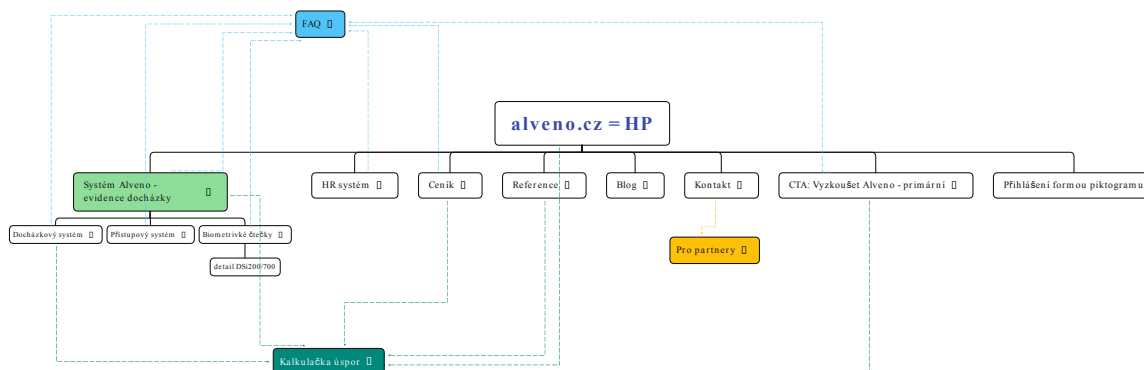 FAQ
alveno.cz = HP
Systém Alveno -
evidence docházky
HR systém
Ceník
Reference
Blog
Kontakt
CTA: Vyzkoušet Alveno - primární
Přihlášení formou piktogramu
Docházkový systém
Přístupový systém
Biometrivké čtečky
Pro partnery
detail DSi200/700
Kalkulačka úspor